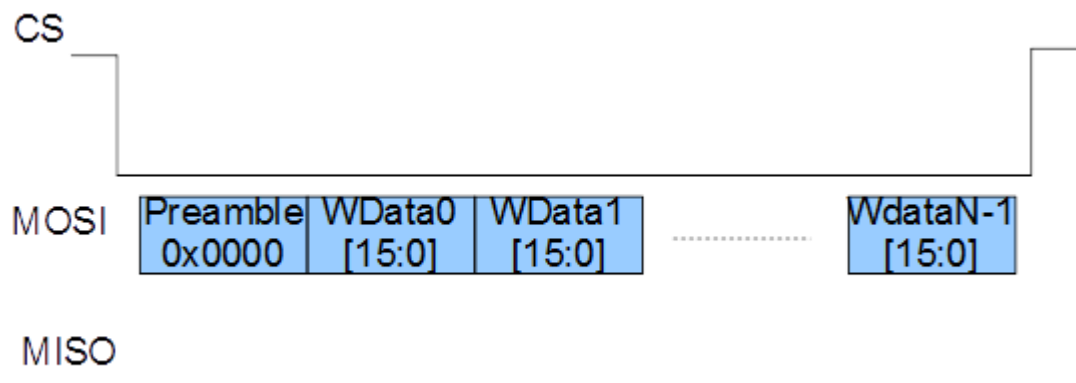 CS
MOSI
Preamble
0x0000
WData0
[15:0]
WData1
[15:0]
WdataN-1
[15:0]
MISO